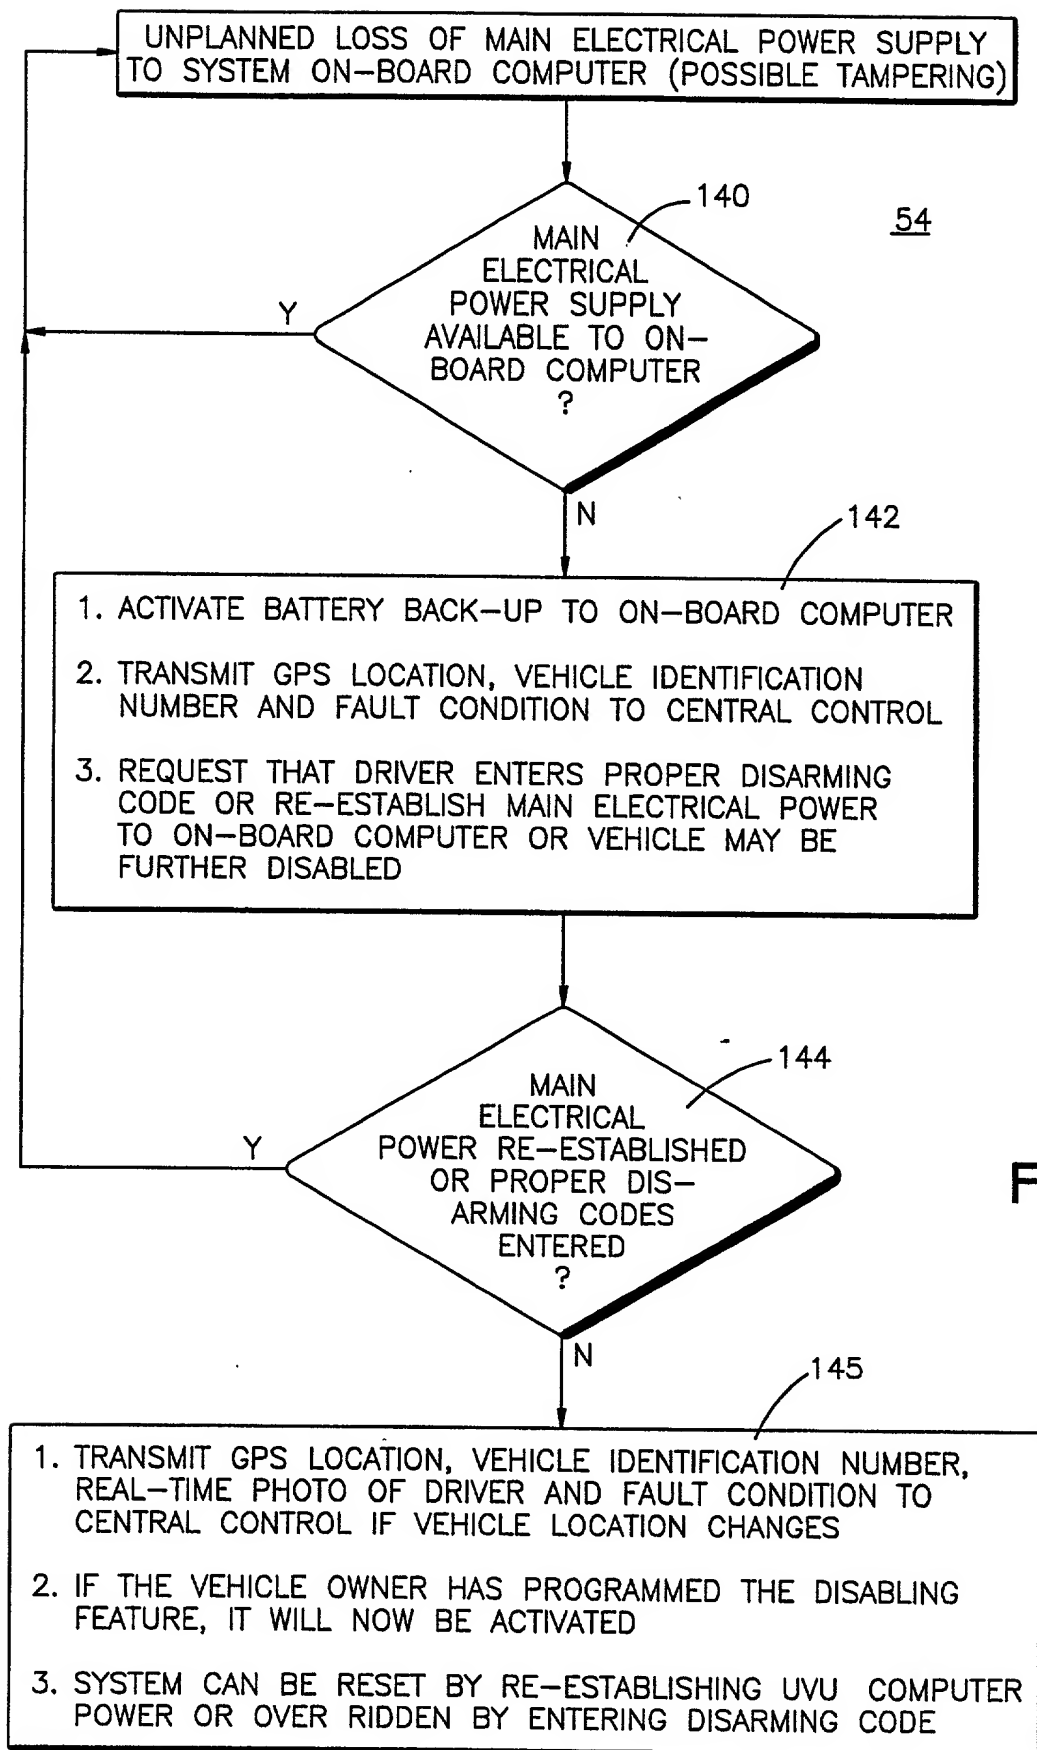 UNPLANNED LOSS OF MAIN ELECTRICAL POWER SUPPLY
TO SYSTEM ON-BOARD COMPUTER (POSSIBLE TAMPERING)
140
54
MAIN
ELECTRICAL
POWER SUPPLY
AVAILABLE TO ON-
BOARD COMPUTER
?
Y
N
142
1. ACTIVATE BATTERY BACK-UP TO ON-BOARD COMPUTER
2. TRANSMIT GPS LOCATION, VEHICLE IDENTIFICATION
NUMBER AND FAULT CONDITION TO CENTRAL CONTROL
3. REQUEST THAT DRIVER ENTERS PROPER DISARMING
CODE OR RE-ESTABLISH MAIN ELECTRICAL POWER
TO ON-BOARD COMPUTER OR VEHICLE MAY BE
FURTHER DISABLED
144
MAIN
ELECTRICAL
POWER RE-ESTABLISHED
OR PROPER DIS-
ARMING CODES
ENTERED
?
Y
F
N
145
1. TRANSMIT GPS LOCATION, VEHICLE IDENTIFICATION NUMBER,
REAL-TIME PHOTO OF DRIVER AND FAULT CONDITION TO
CENTRAL CONTROL IF VEHICLE LOCATION CHANGES
2. IF THE VEHICLE OWNER HAS PROGRAMMED THE DISABLING
FEATURE, IT WILL NOW BE ACTIVATED
3. SYSTEM CAN BE RESET BY RE-ESTABLISHING UVU COMPUTER
POWER OR OVER RIDDEN BY ENTERING DISARMING CODE